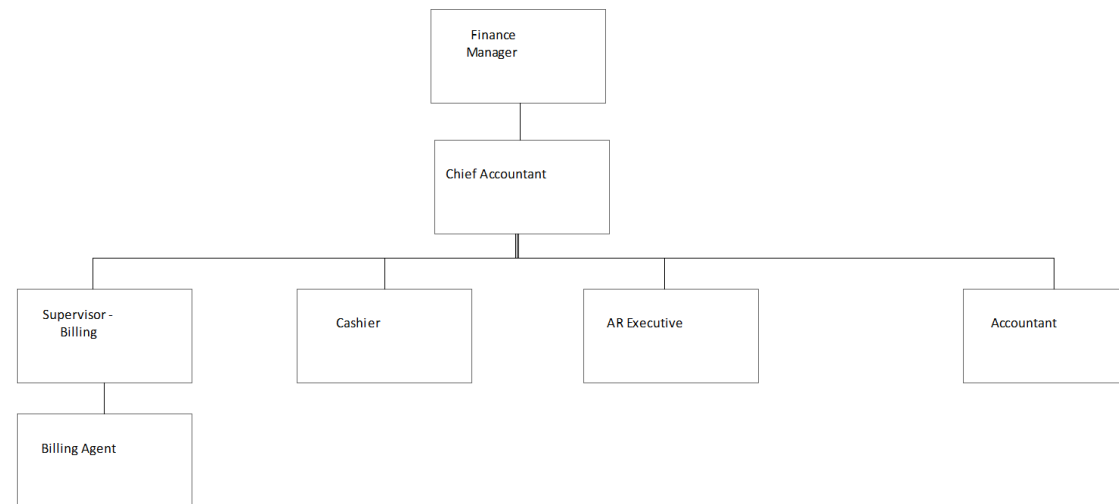 Finance
Manager
Chief Accountant
Supervisor -
Billing
Cashier
AR Executive
Accountant
Billing Agent